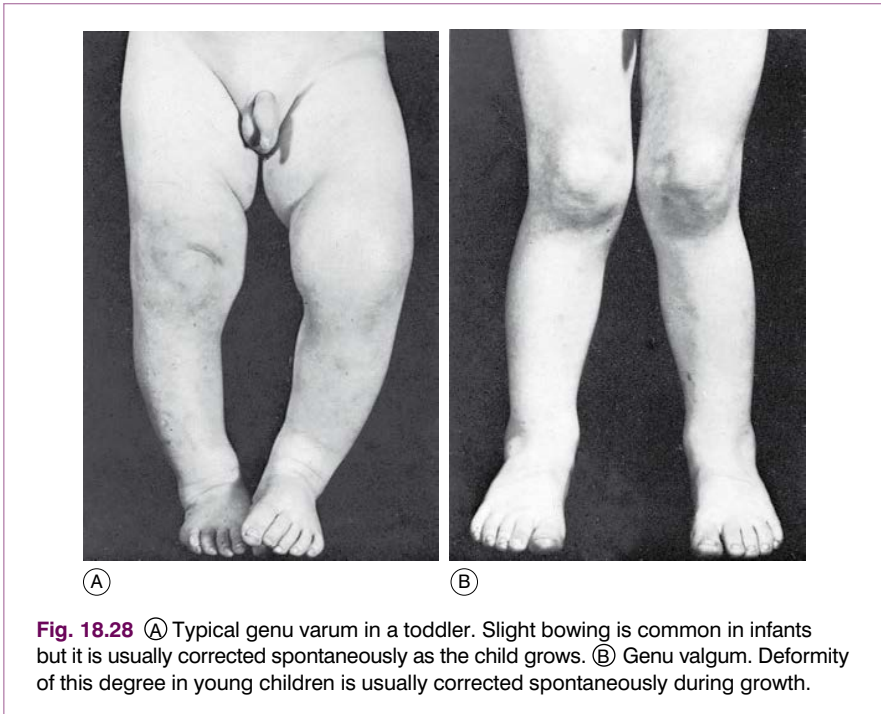 A
B
Fig. 18.28 A Typical genu varum in a toddler. Slight bowing is common in infants
but it is usually corrected spontaneously as the child grows. B Genu valgum. Deformity
of this degree in young children is usually corrected spontaneously during growth.